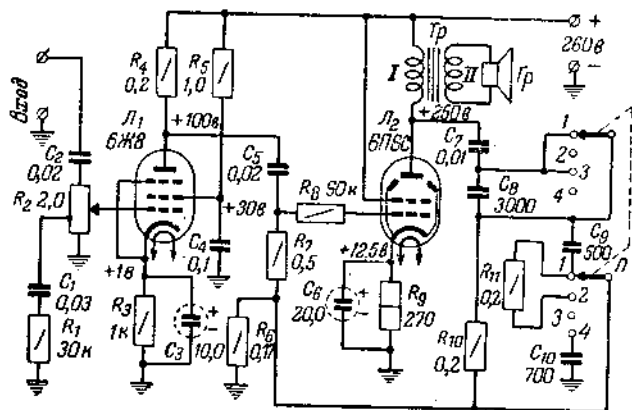 Вход
C2
0,02
R2 2,0
C1
0,03
R1
30к
R4
0,2
R5
1,0
Л1
6Ж8
+100в
+30в
+1в
R3
1к
C3
10,0
C4
0,1
C5
0,02
R8 90к
R7
0,5
R6
C6
20,0
Л2
6П6С
+12,5в
R9
270
I
Тр
II
Гр
+250в
+
260в
-
C7
0,01
C8
3000
1
2
3
4
C9
500
R11
0,2
1
2
3
4
П
R10
0,2
C10
700